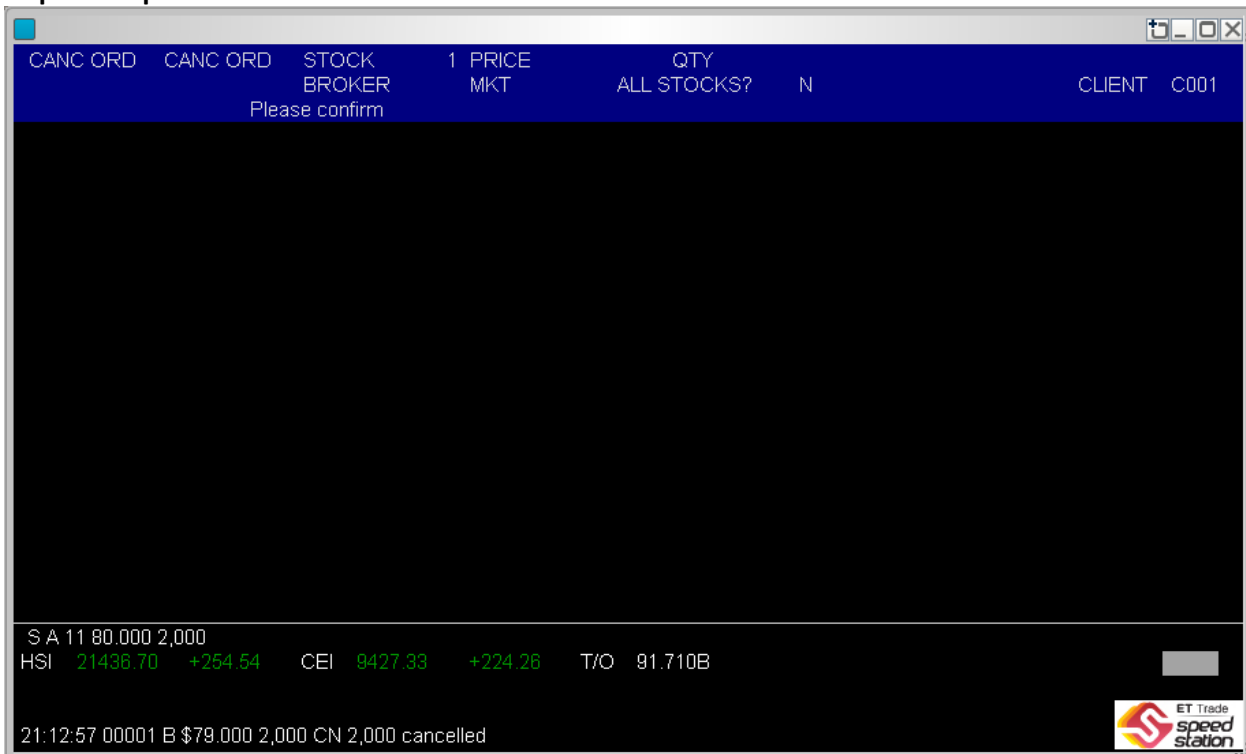 CANC ORD CANC ORD STOCK 1 PRICE QTY
BROKER MKT ALL STOCKS? N CLIENT C001
Please confirm
S A 11 80.000 2,000
HSI 21436.70 +254.54 CEI 9427.33 +224.26 T/O 91.710B
21:12:57 00001 B $79.000 2,000 CN 2,000 cancelled
ET Trade
speed
station